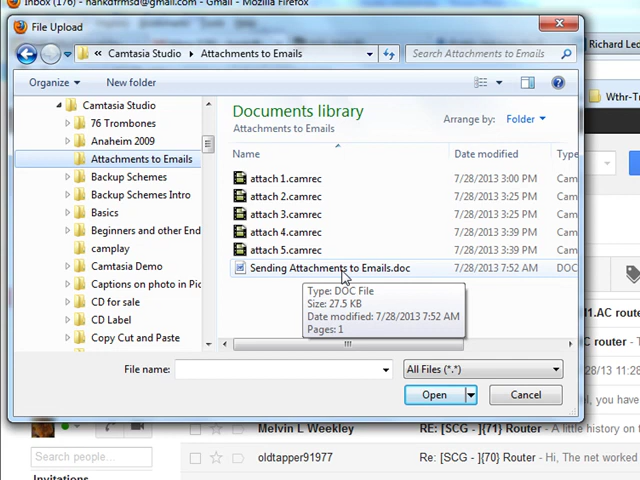 Inbox (176) - hankdfrmsd@gmail.com - Gmail - Mozilla Firefox
File Upload
« Camtasia Studio Attachments to Emails
Search Attachments to Emails
Richard Lec
Organize New folder
Wthr-Tr
Camtasia Studio
76 Trombones
Anaheim 2009
Attachments to Emails
Backup Schemes
Backup Schemes Intro
Basics
Beginners and other End
camplay
Camtasia Demo
Captions on photo in Pic
CD for sale
CD Label
Copy Cut and Paste
Documents library
Attachments to Emails
Arrange by: Folder
Name Date modified Type
attach 1.camrec 7/28/2013 3:00 PM Cam
attach 2.camrec 7/28/2013 3:25 PM Cam
attach 3.camrec 7/28/2013 3:25 PM Cam
attach 4.camrec 7/28/2013 3:39 PM Cam
attach 5.camrec 7/28/2013 3:39 PM Cam
Sending Attachments to Emails.doc 7/28/2013 7:52 AM DOC
Type: DOC File
Size: 27.5 KB
Date modified: 7/28/2013 7:52 AM
Pages: 1
File name: All Files (*.*)
Open Cancel
1.AC route
AC router -
28/13 11:28
, you have
Melvin L Weekley RE: [SCG - ]{71} Router - A little history on
oldtapper91977 Re: [SCG - ]{70} Router - Hi, The net worked
Search people...
Invitations